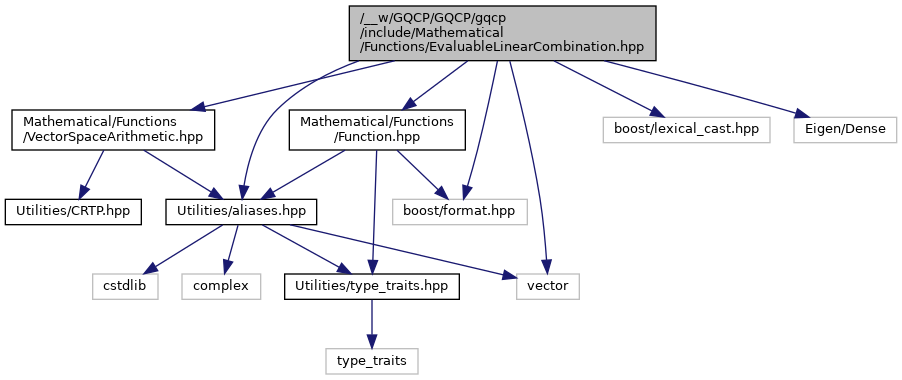 /__w/GQCP/GQCP/gqcp
/include/Mathematical
/Functions/EvaluableLinearCombination.hpp
Mathematical/Functions
/VectorSpaceArithmetic.hpp
Mathematical/Functions
/Function.hpp
boost/lexical_cast.hpp
Eigen/Dense
Utilities/CRTP.hpp
Utilities/aliases.hpp
boost/format.hpp
cstdlib
complex
Utilities/type_traits.hpp
vector
type_traits